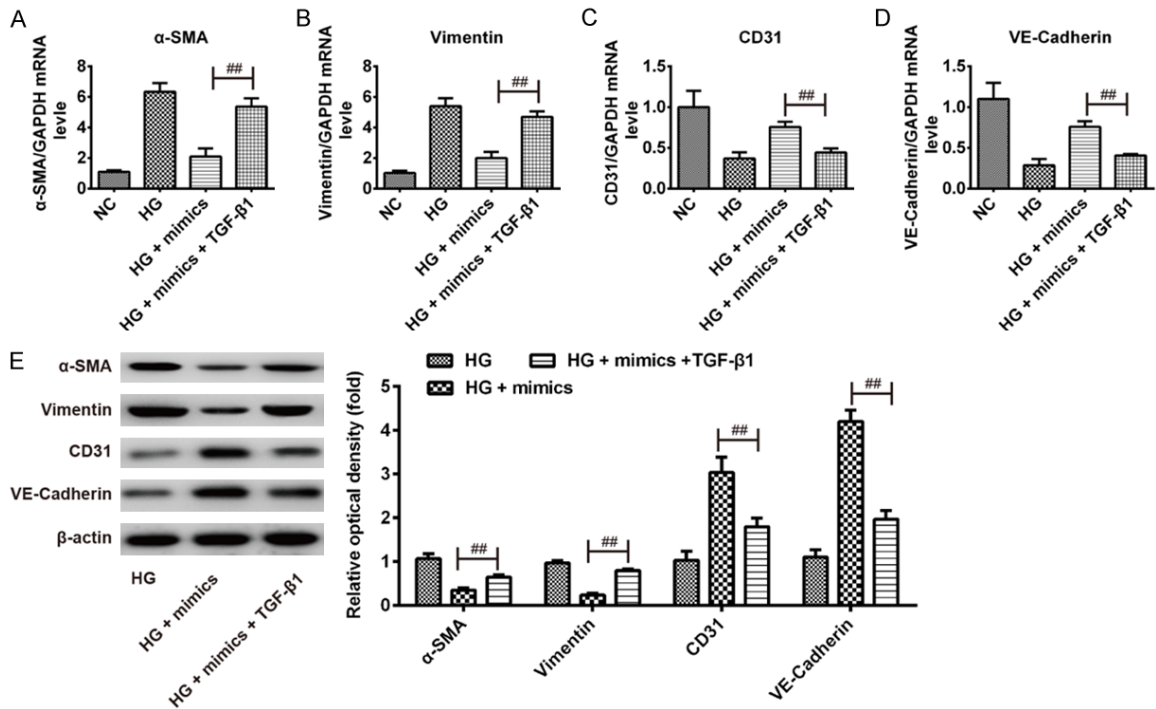 A
α-SMA
α-SMA/GAPDH mRNA
levle
8
6
4
2
0
##
NC
HG
HG + mimics
HG + mimics + TGF-β1
B
Vimentin
Vimentin/GAPDH mRNA
levle
8
6
4
2
0
##
NC
HG
HG + mimics
HG + mimics + TGF-β1
C
CD31
CD31/GAPDH mRNA
levle
1.5
1.0
0.5
0.0
##
NC
HG
HG + mimics
HG + mimics + TGF-β1
D
VE-Cadherin
VE-Cadherin/GAPDH mRNA
levle
1.5
1.0
0.5
0.0
##
NC
HG
HG + mimics
HG + mimics + TGF-β1
E
α-SMA
Vimentin
CD31
VE-Cadherin
β-actin
HG
HG + mimics
HG + mimics + TGF-β1
HG
HG + mimics +TGF-β1
HG + mimics
Relative optical density (fold)
5
4
3
2
1
0
##
##
##
##
α-SMA
Vimentin
CD31
VE-Cadherin